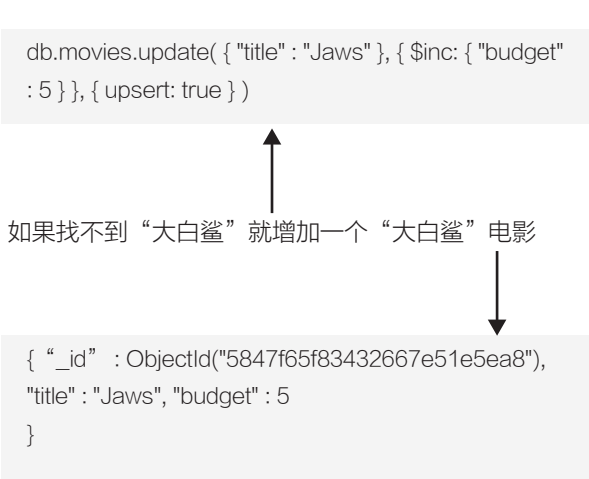 db.movies.update( { "title" : "Jaws" }, { $inc: { "budget"
: 5 } }, { upsert: true } )
如果找不到“大白鲨”就增加一个“大白鲨”电影
{ “_id” : ObjectId("5847f65f83432667e51e5ea8"),
"title" : "Jaws", "budget" : 5
}